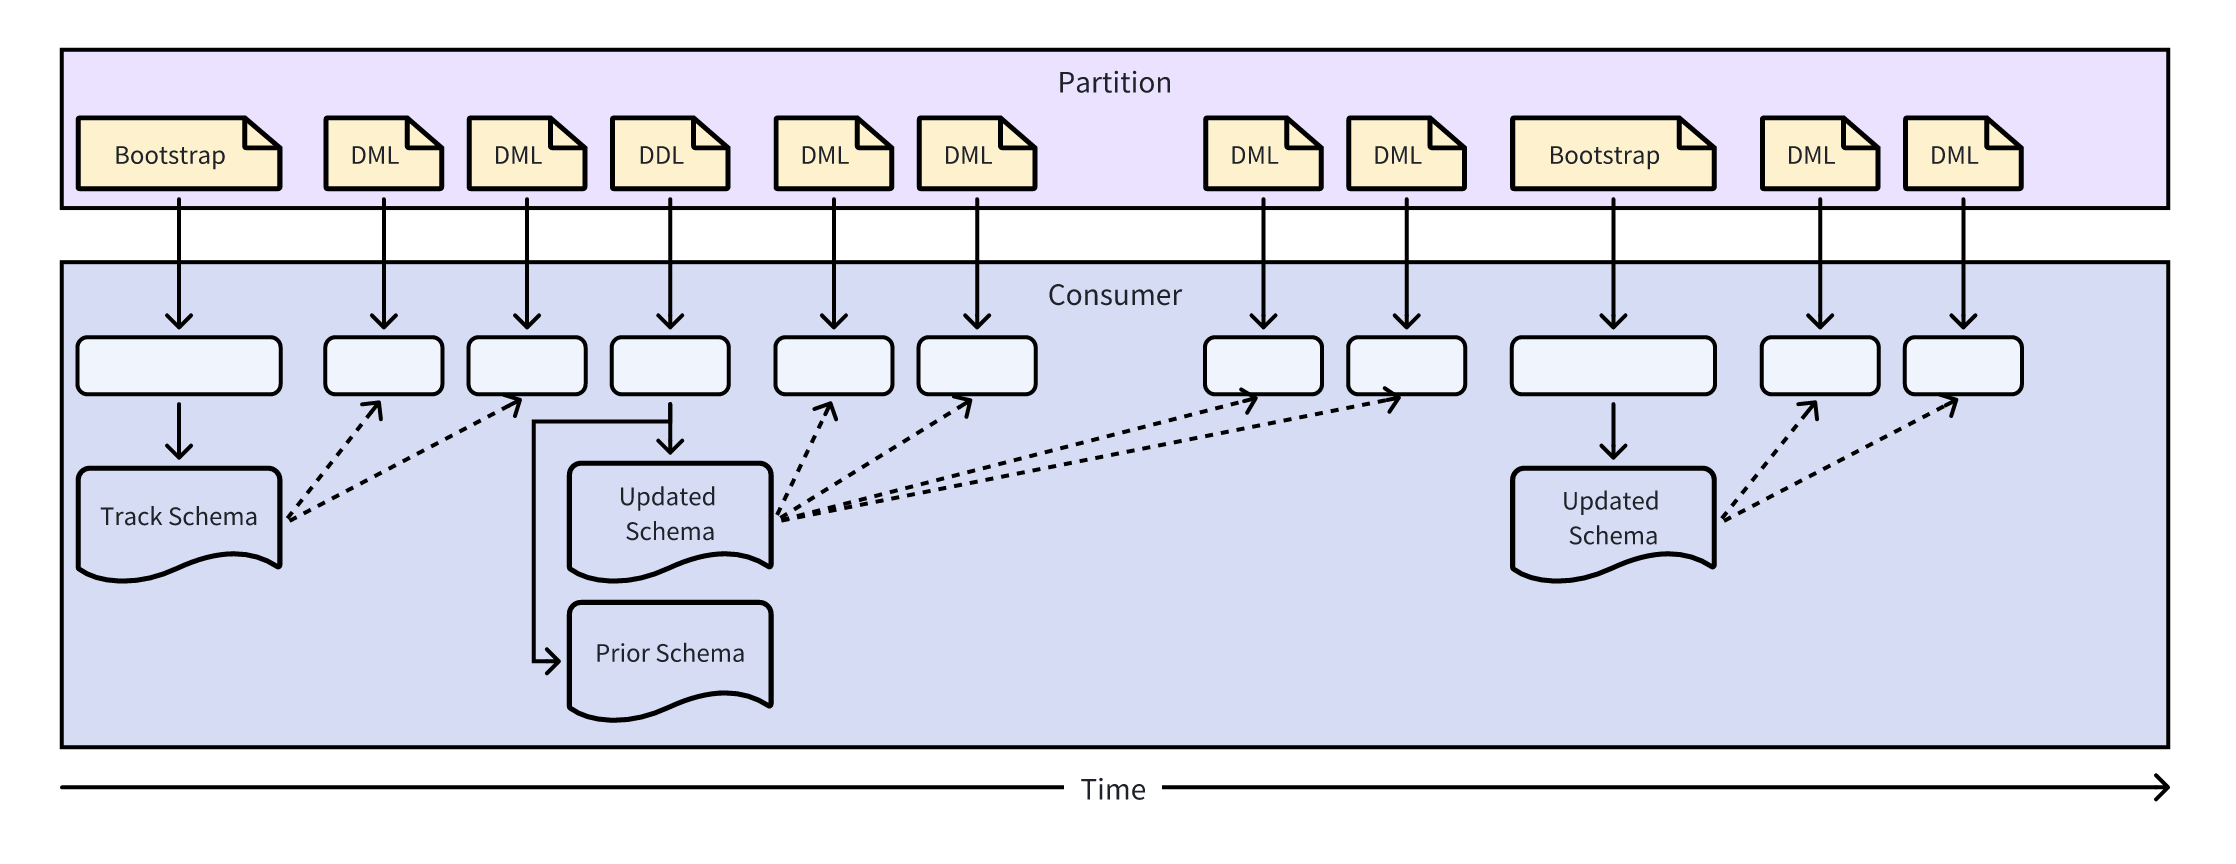 Partition
Bootstrap
DML
DML
DDL
DML
DML
DML
DML
Bootstrap
DML
DML
Consumer
Track Schema
Updated
Schema
Updated
Schema
Prior Schema
Time